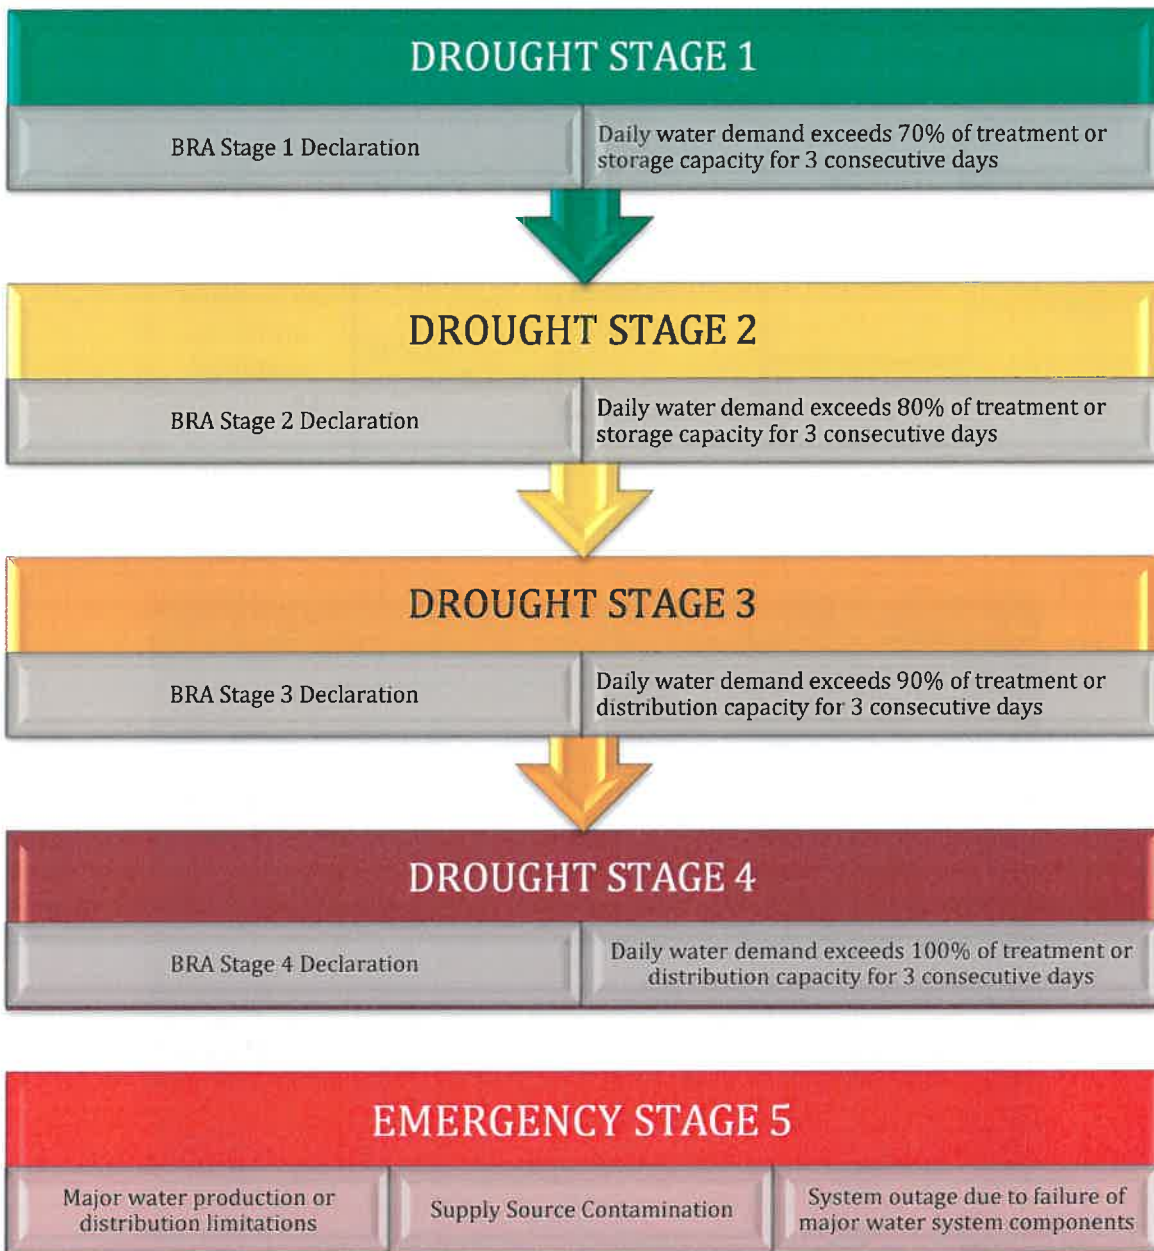 DROUGHT STAGE 1
BRA Stage 1 Declaration
Daily water demand exceeds 70% of treatment or
storage capacity for 3 consecutive days
DROUGHT STAGE 2
BRA Stage 2 Declaration
Daily water demand exceeds 80% of treatment or
storage capacity for 3 consecutive days
DROUGHT STAGE 3
BRA Stage 3 Declaration
Daily water demand exceeds 90% of treatment or
distribution capacity for 3 consecutive days
DROUGHT STAGE 4
BRA Stage 4 Declaration
Daily water demand exceeds 100% of treatment or
distribution capacity for 3 consecutive days
EMERGENCY STAGE 5
Major water production or
distribution limitations
Supply Source Contamination
System outage due to failure of
major water system components